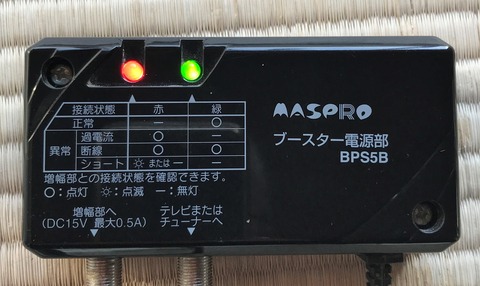 MASPRO
ブースター電源部
BPS5B
接続状態 赤 緑
正常 − ○
異常 過電流 ○ −
断線 ○ ○
ショート ☼ または − −
増幅部との接続状態を確認できます。
○:点灯 ☼:点滅 −:無灯
増幅部へ
(DC15V 最大0.5A)
テレビまたは
チューナーへ